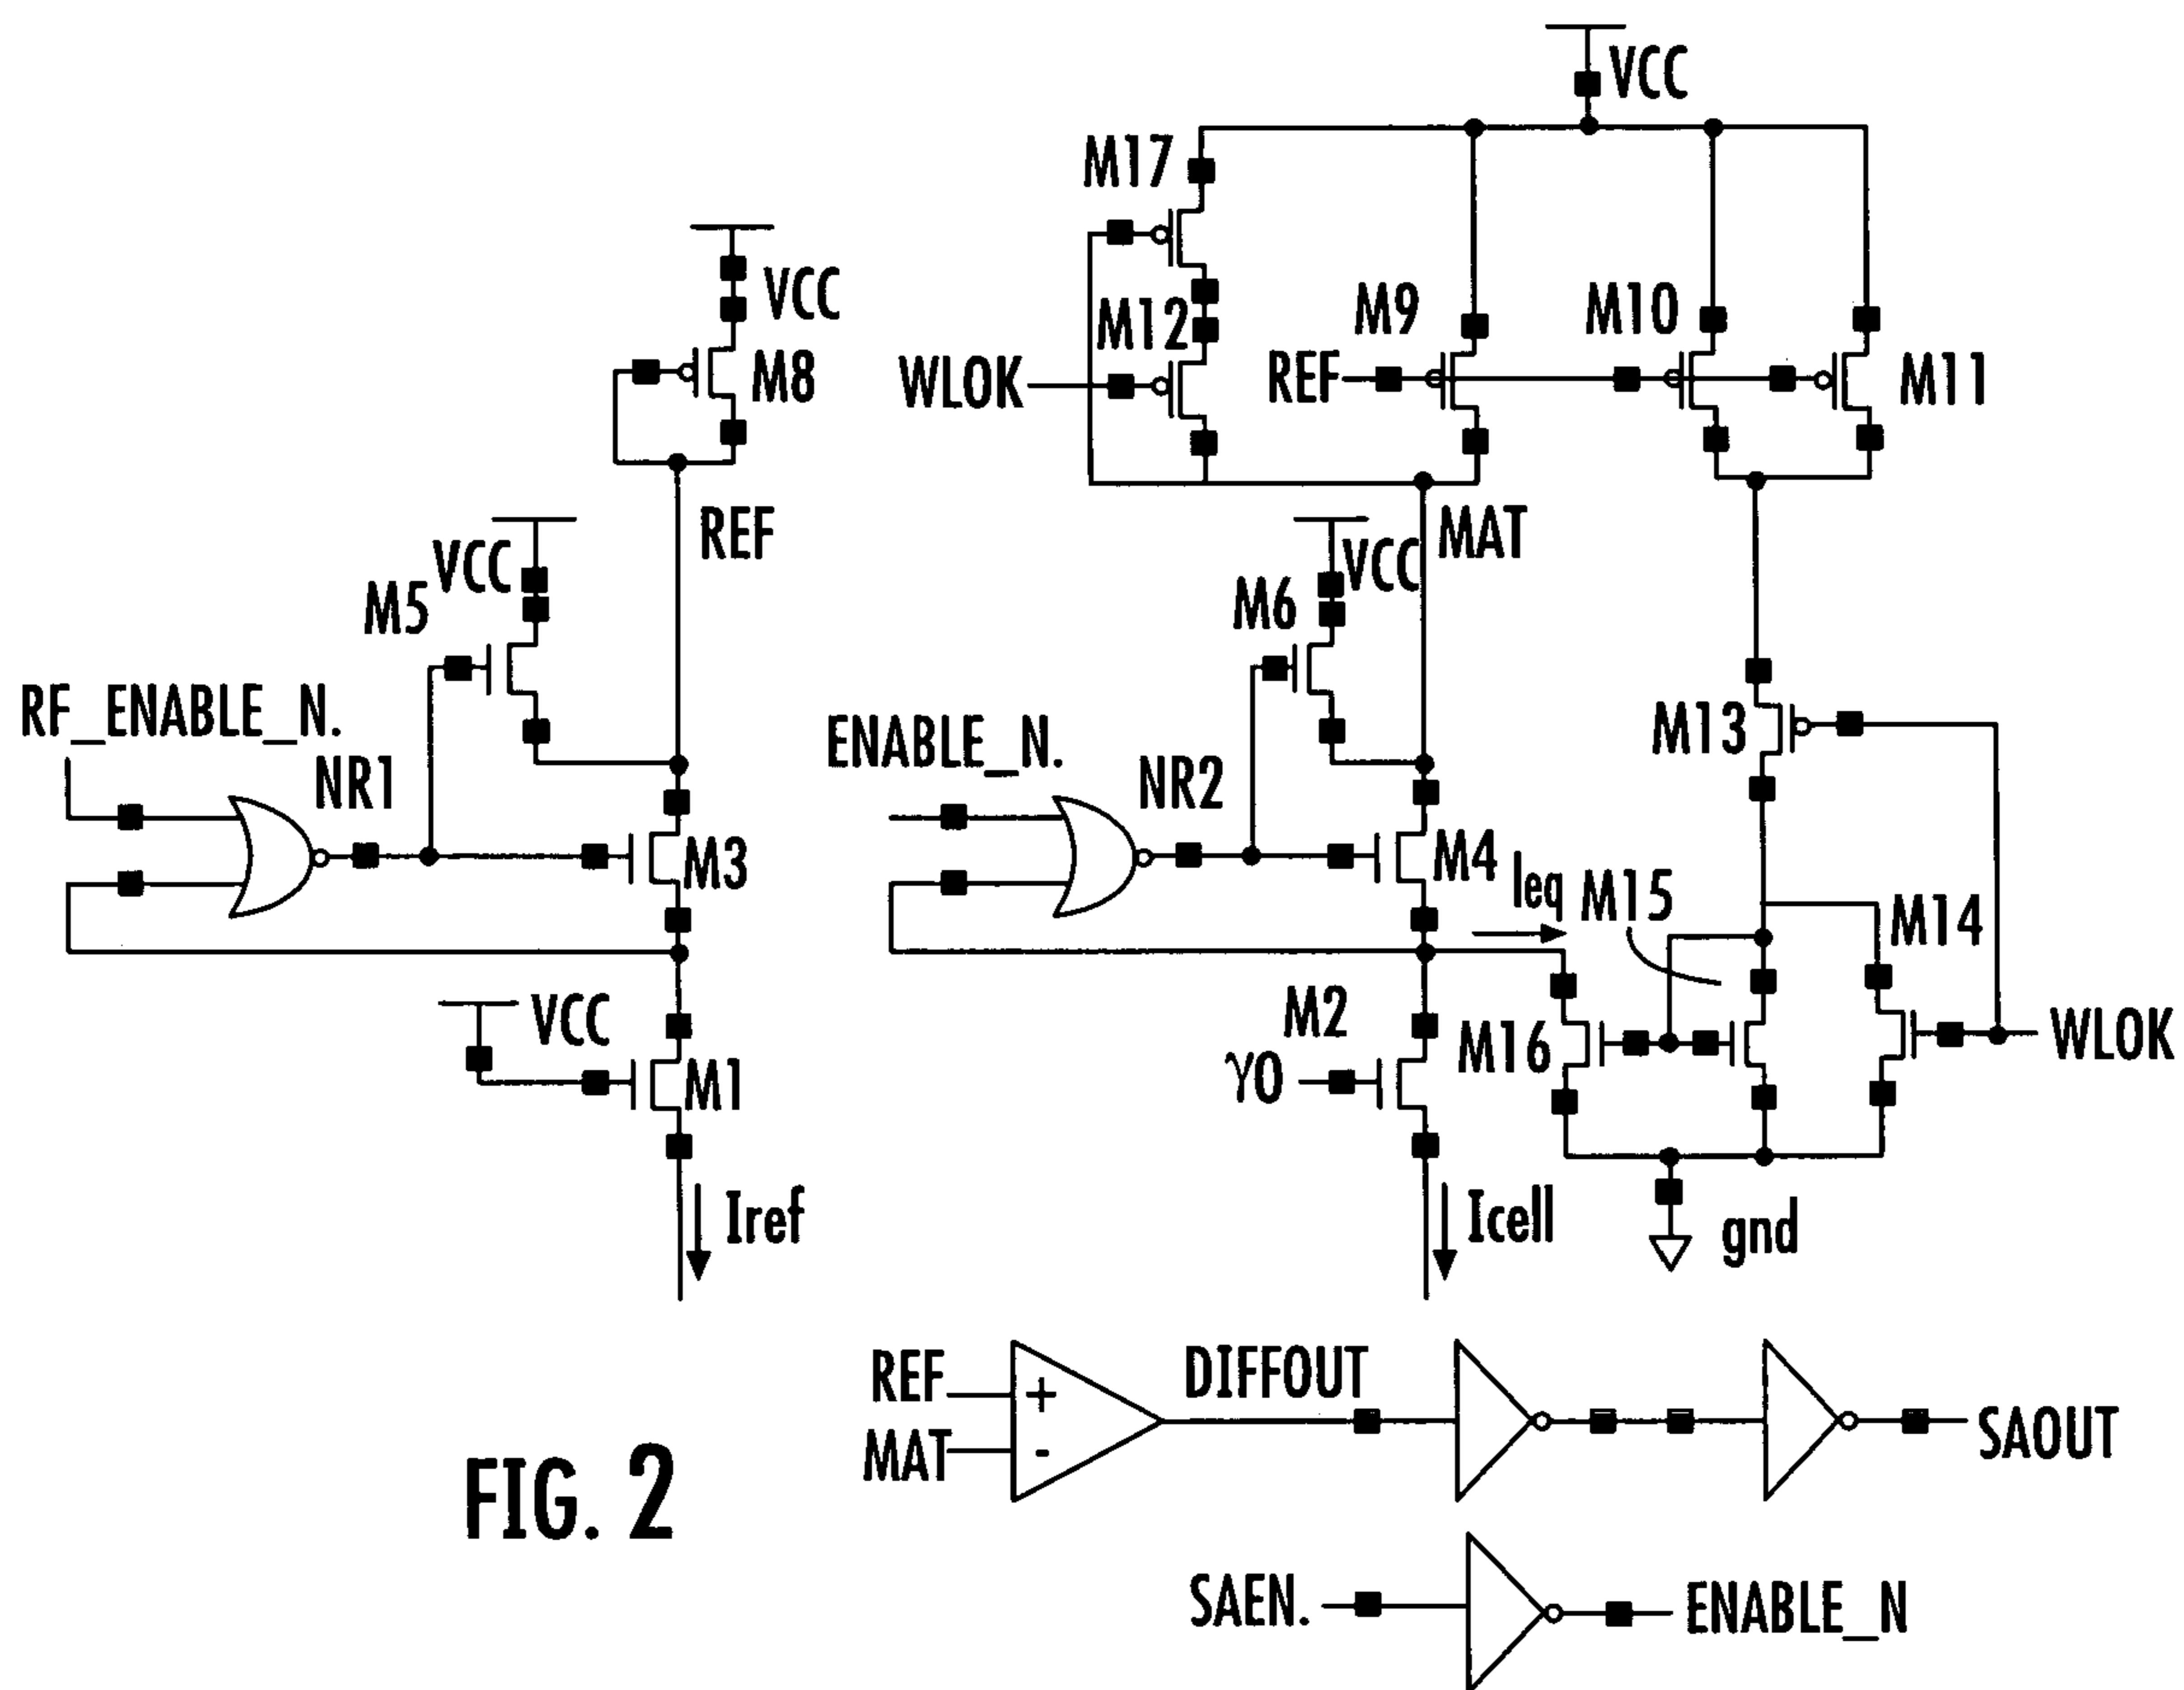 VCC
M17
VCC
M12
M9
M10
M8
WLOK
REF
M11
REF
MAT
VCC
VCC
M5
M6
RF_ENABLE_N.
ENABLE_N.
M13
NR1
NR2
M3
M4
Ieq
M15
M14
VCC
M2
M16
WLOK
M1
YO
Iref
Icell
gnd
REF
+
DIFFOUT
MAT
-
SAOUT
FIG. 2
SAEN.
ENABLE_N